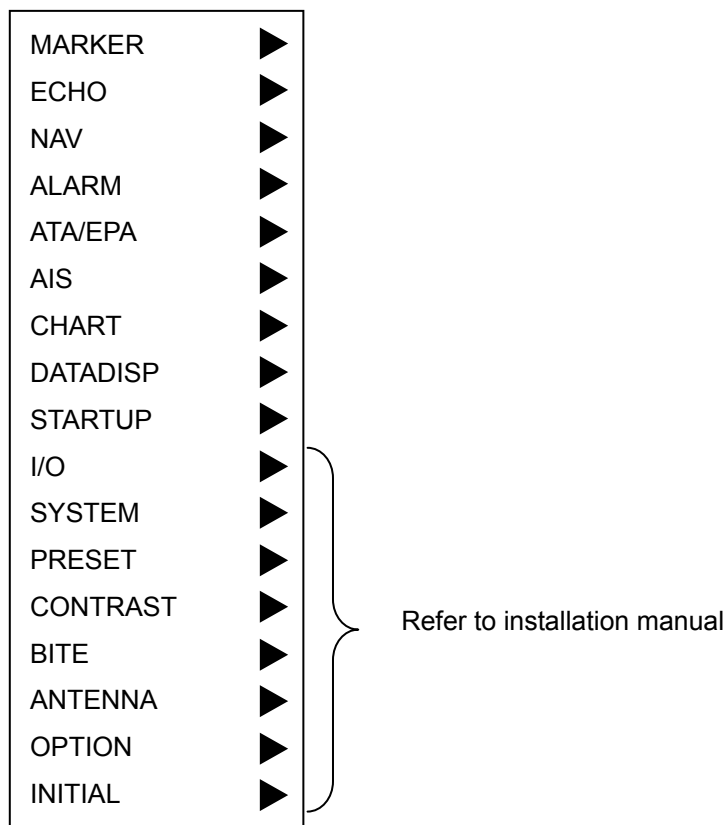 MARKER
ECHO
NAV
ALARM
ATA/EPA
AIS
CHART
DATADISP
STARTUP
I/O
SYSTEM
PRESET
CONTRAST
BITE
ANTENNA
OPTION
INITIAL
Refer to installation manual